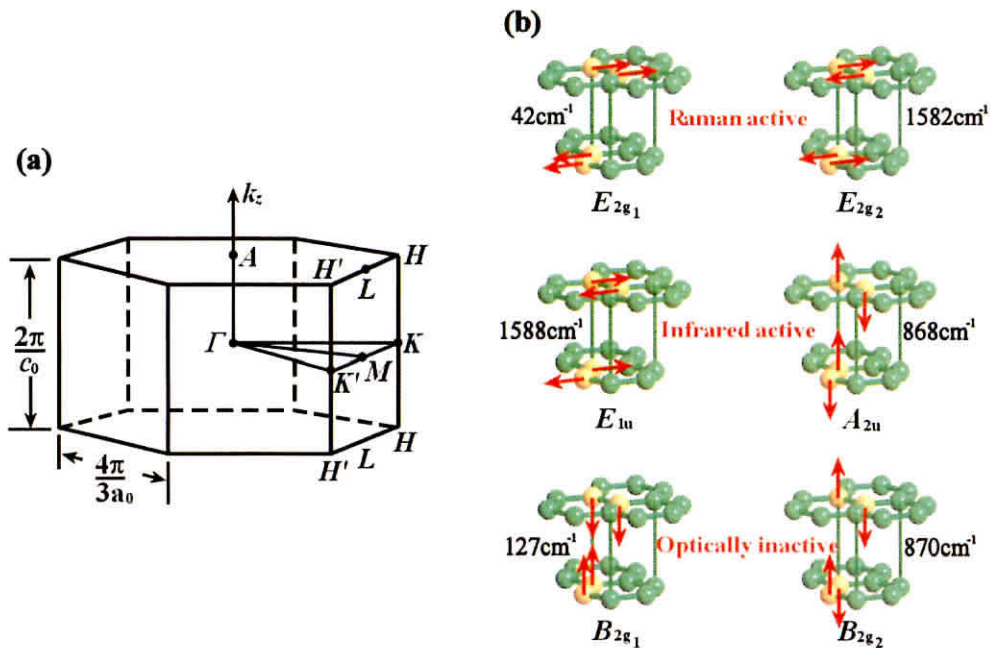 (a)
k_z
A
H
H'
L
2π/c₀
Γ
K
M
K'
H
L
H'
4π/3a₀
(b)
42cm⁻¹ Raman active 1582cm⁻¹
E₂g₁ E₂g₂
1588cm⁻¹ Infrared active 868cm⁻¹
E₁u A₂u
127cm⁻¹ Optically inactive 870cm⁻¹
B₂g₁ B₂g₂